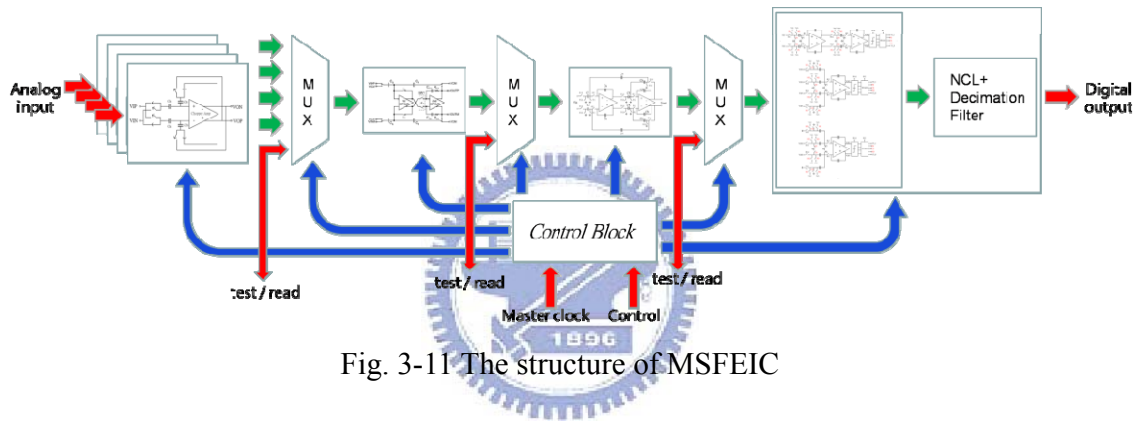 Analog
input
M
U
X
M
U
X
M
U
X
NCL+
Decimation
Filter
Digital
output
Control Block
test / read
test / read
test / read
Master clock
Control
1896
Fig. 3-11 The structure of MSFEIC